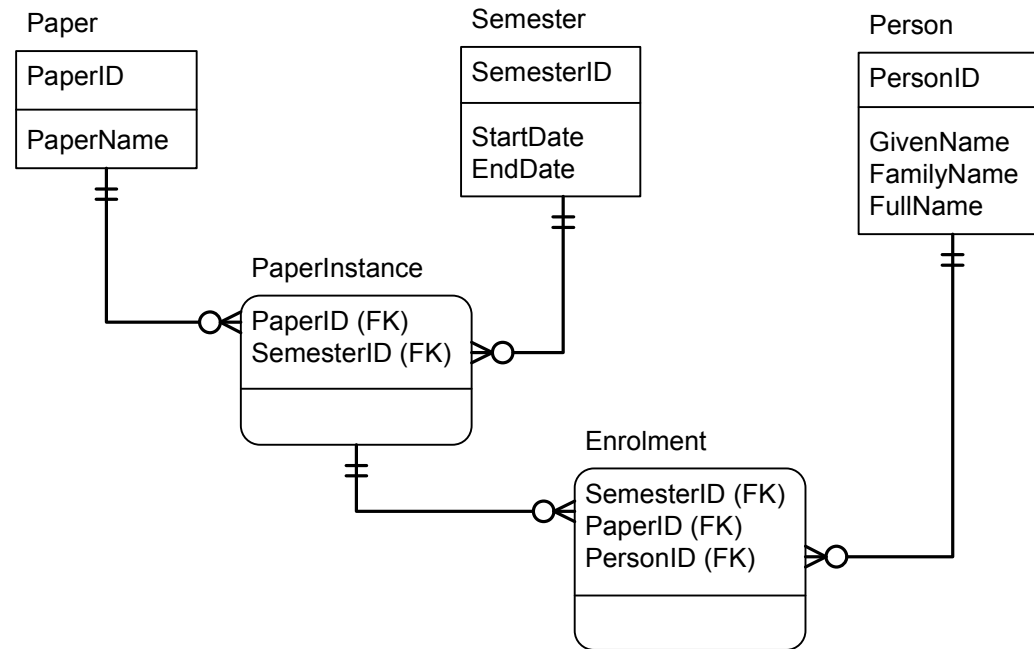 Paper
PaperID
PaperName
Semester
SemesterID
StartDate
EndDate
Person
PersonID
GivenName
FamilyName
FullName
PaperInstance
PaperID (FK)
SemesterID (FK)
Enrolment
SemesterID (FK)
PaperID (FK)
PersonID (FK)